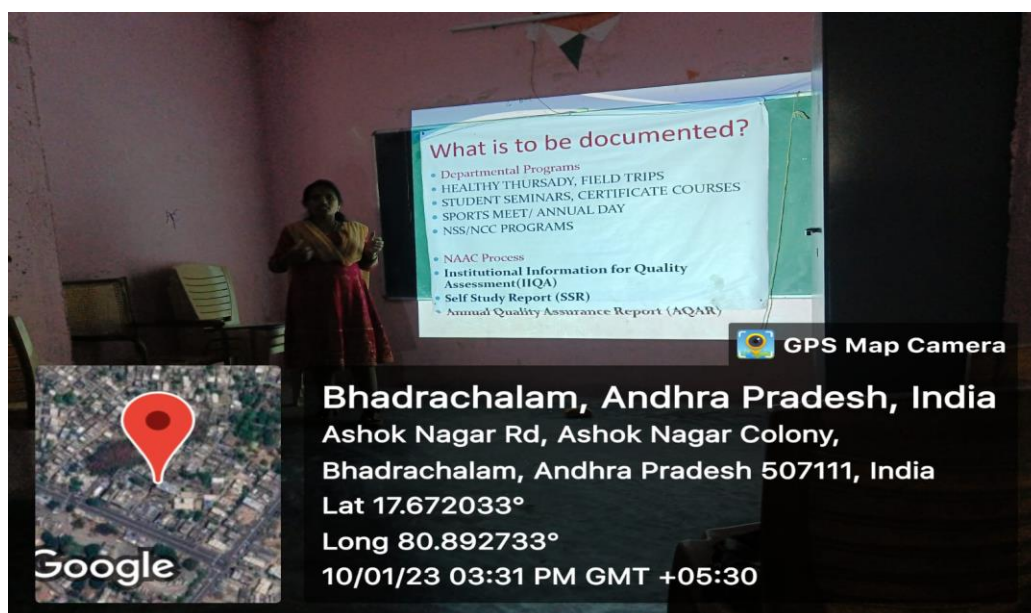 What is to be documented?
• Departmental Programs
• HEALTHY THURSADY, FIELD TRIPS
• STUDENT SEMINARS, CERTIFICATE COURSES
• SPORTS MEET/ ANNUAL DAY
• NSS/NCC PROGRAMS
• NAAC Process
• Institutional Information for Quality
Assessment(IIQA)
• Self Study Report (SSR)
• Annual Quality Assurance Report (AQAR)
GPS Map Camera
Bhadrachalam, Andhra Pradesh, India
Ashok Nagar Rd, Ashok Nagar Colony,
Bhadrachalam, Andhra Pradesh 507111, India
Lat 17.672033°
Long 80.892733°
10/01/23 03:31 PM GMT +05:30
Google